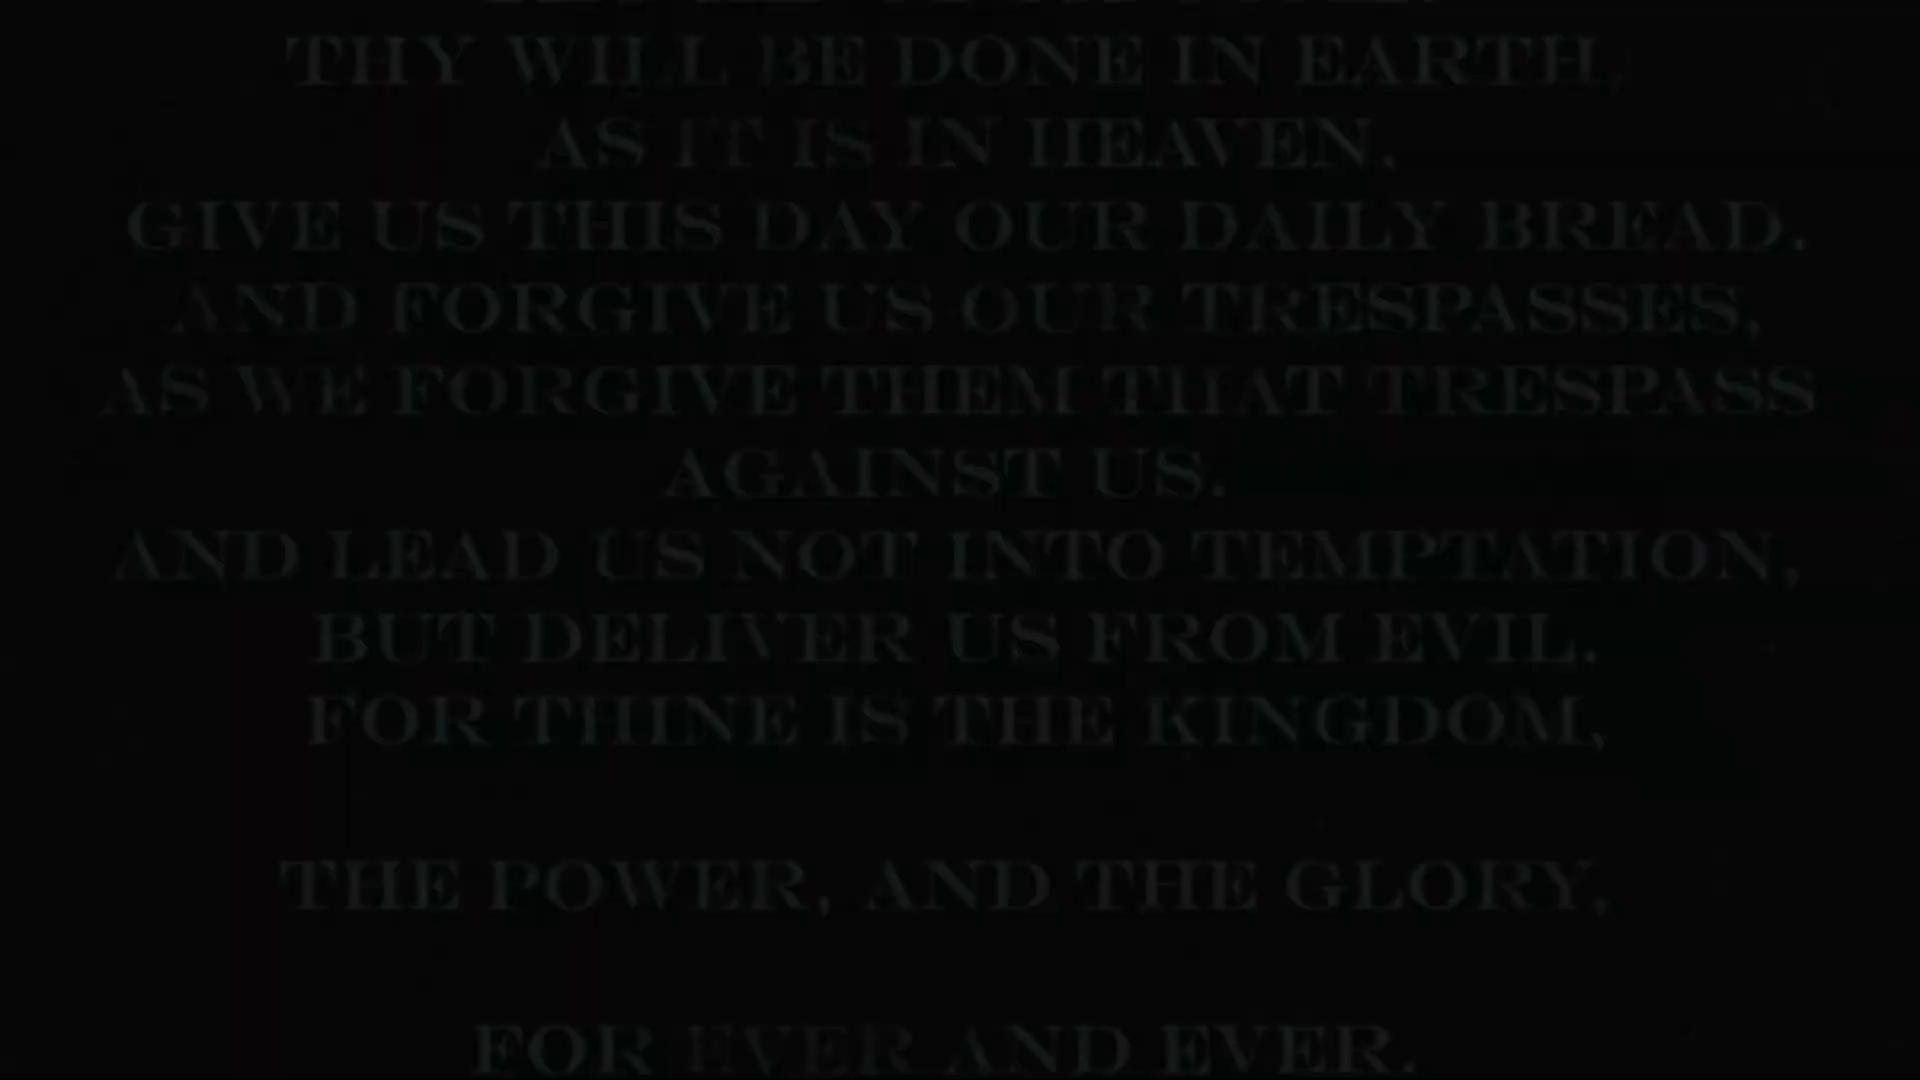 THY WILL BE DONE IN EARTH,
AS IT IS IN HEAVEN.
GIVE US THIS DAY OUR DAILY BREAD.
AND FORGIVE US OUR TRESPASSES,
AS WE FORGIVE THEM THAT TRESPASS
AGAINST US.
AND LEAD US NOT INTO TEMPTATION,
BUT DELIVER US FROM EVIL.
FOR THINE IS THE KINGDOM,
THE POWER, AND THE GLORY,
FOR EVER AND EVER.